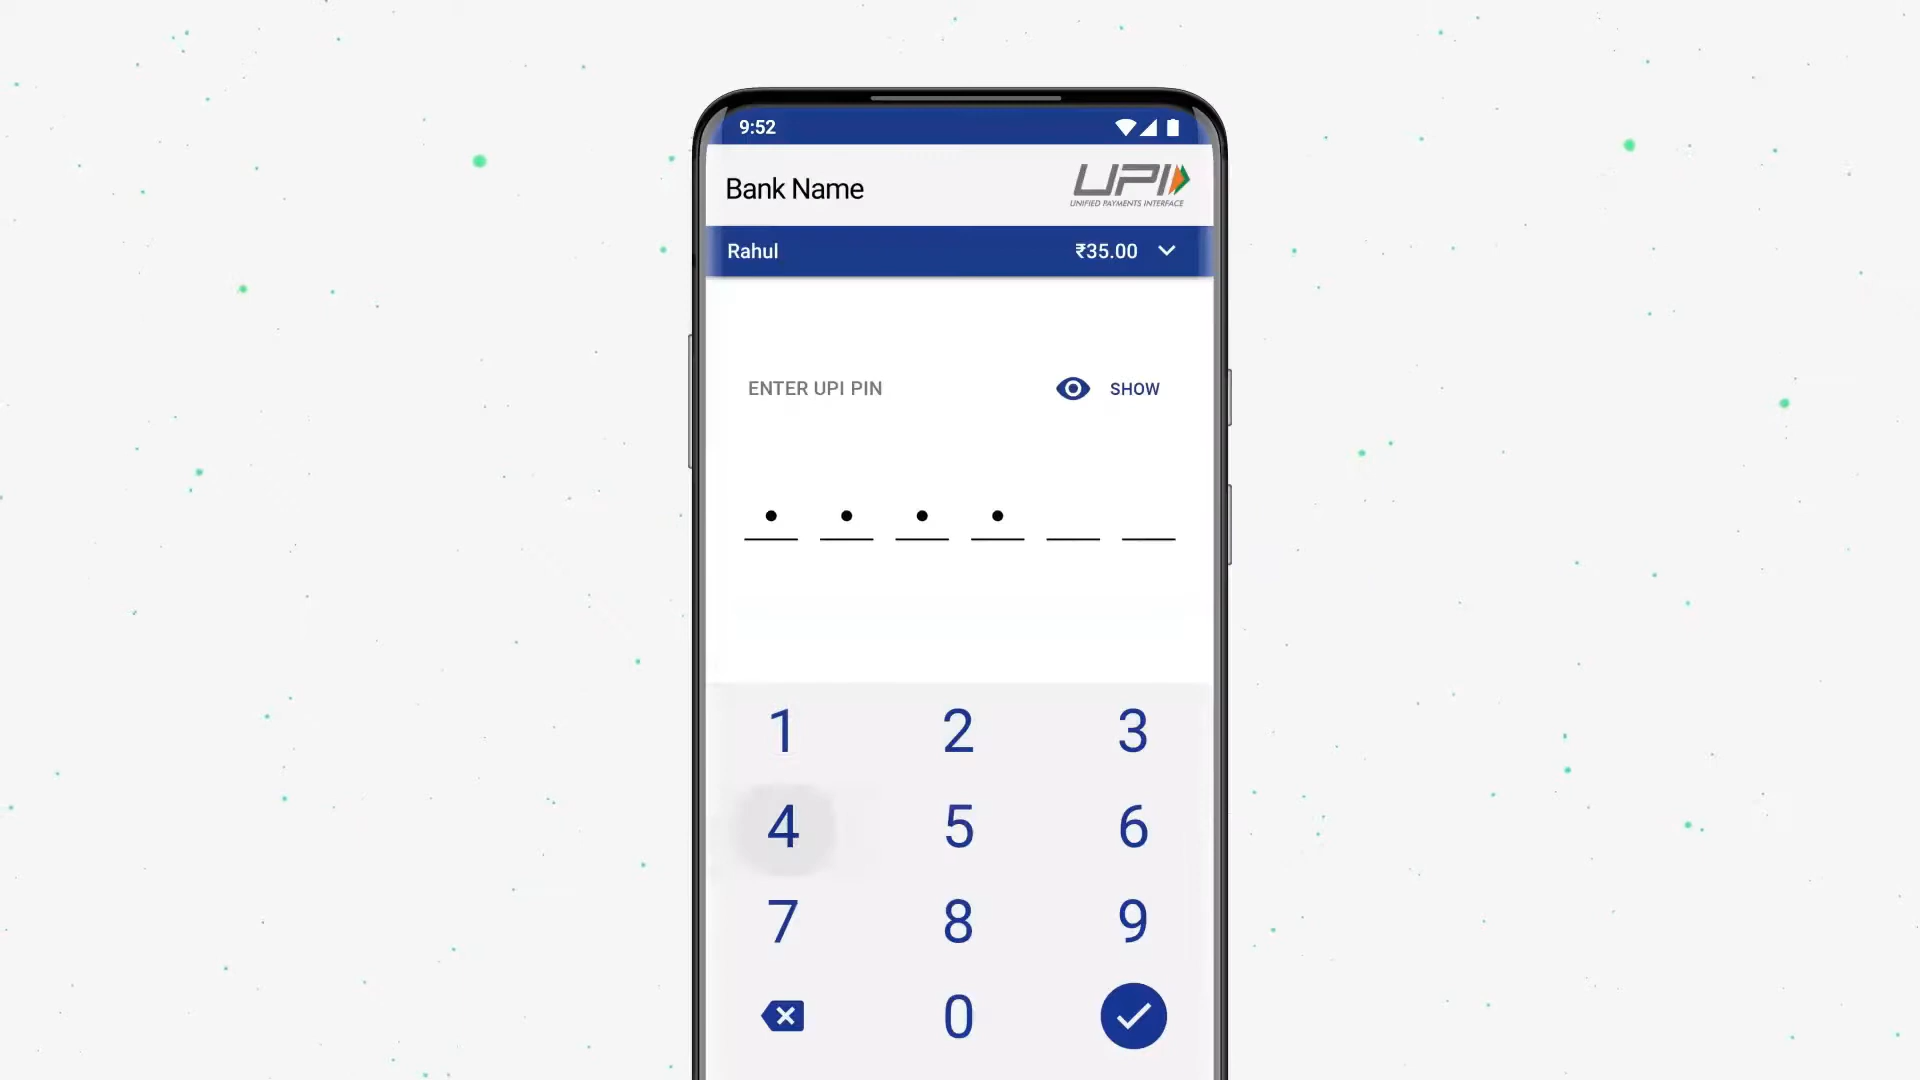 9:52
Bank Name
UPI
UNIFIED PAYMENTS INTERFACE
Rahul ₹35.00
ENTER UPI PIN SHOW
1 2 3
4 5 6
7 8 9
0